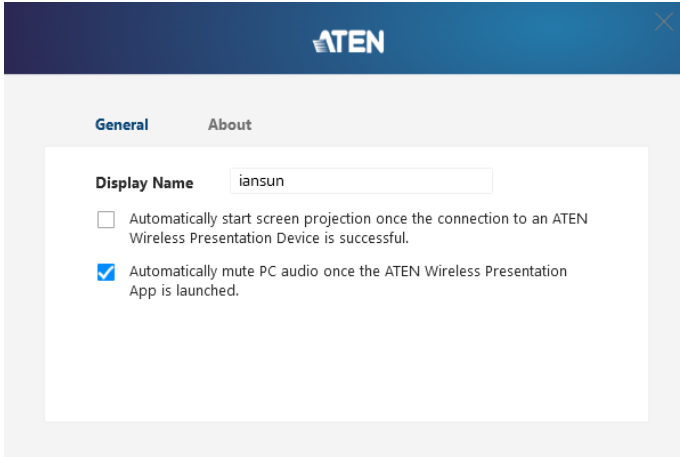 ATEN
General About
Display Name iansun
Automatically start screen projection once the connection to an ATEN
Wireless Presentation Device is successful.
Automatically mute PC audio once the ATEN Wireless Presentation
App is launched.